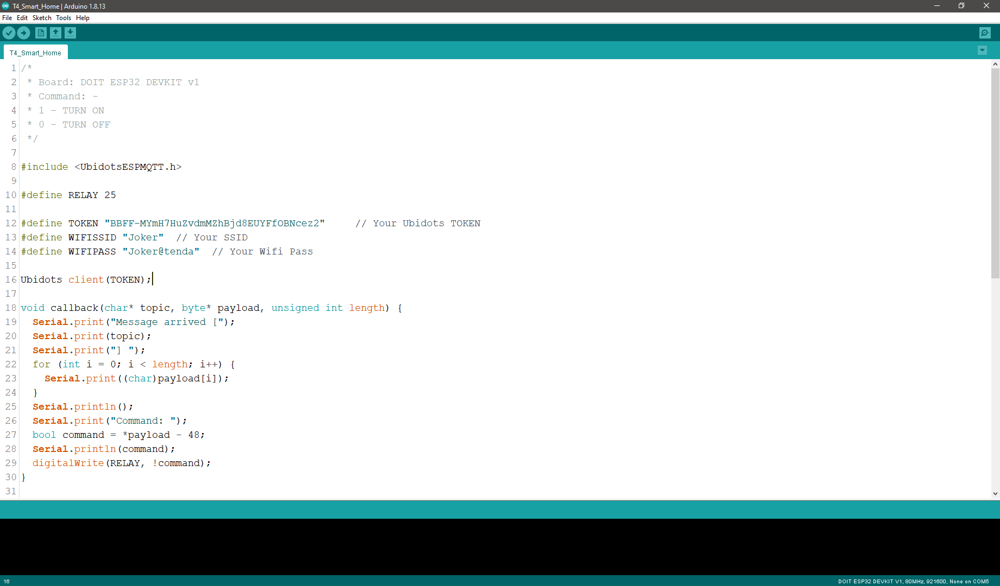 T4_Smart_Home | Arduino 1.8.13
File Edit Sketch Tools Help
T4_Smart_Home
1 /*
2  * Board: DOIT ESP32 DEVKIT v1
3  * Command: -
4  * 1 - TURN ON
5  * 0 - TURN OFF
6  */
7
8 #include <UbidotsESPMQTT.h>
9
10 #define RELAY 25
11
12 #define TOKEN "BBFF-MYmH7HuZvdmMZhBjd8EUYFfOBNcez2"     // Your Ubidots TOKEN
13 #define WIFISSID "Joker"  // Your SSID
14 #define WIFIPASS "Joker@tenda"  // Your Wifi Pass
15
16 Ubidots client(TOKEN);
17
18 void callback(char* topic, byte* payload, unsigned int length) {
19   Serial.print("Message arrived [");
20   Serial.print(topic);
21   Serial.print("] ");
22   for (int i = 0; i < length; i++) {
23     Serial.print((char)payload[i]);
24   }
25   Serial.println();
26   Serial.print("Command: ");
27   bool command = *payload - 48;
28   Serial.println(command);
29   digitalWrite(RELAY, !command);
30 }
31
16
DOIT ESP32 DEVKIT V1, 80MHz, 921600, None on COM5